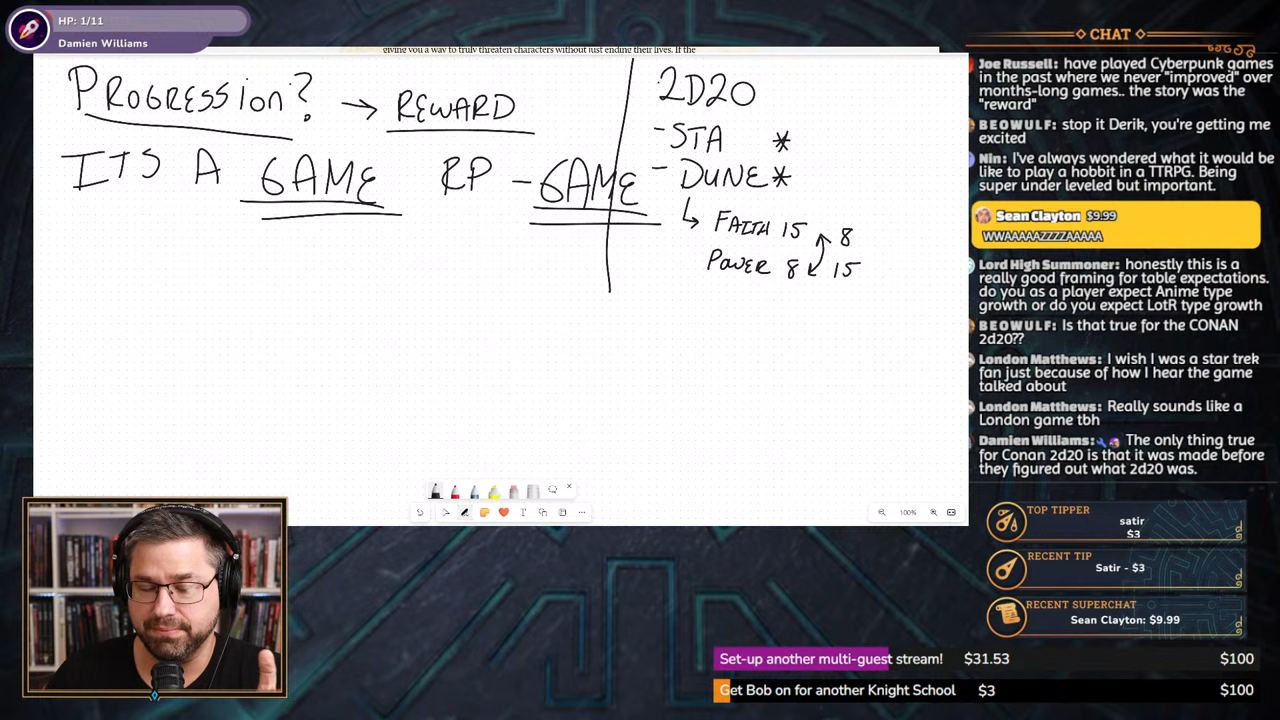 HP: 1/11
Damien Williams
giving you a way to truly threaten characters without just ending their lives. If the
PROGRESSION? → REWARD
ITS A GAME RP-GAME
2D20
-STA *
- DUNE *
FAITH 15 8
POWER 8 15
100%
CHAT
Joe Russell: have played Cyberpunk games
in the past where we never "improved" over
months-long games.. the story was the
"reward"
BEOWULF: stop it Derik, you're getting me
excited
Nin: I've always wondered what it would be
like to play a hobbit in a TTRPG. Being
super under leveled but important.
Sean Clayton $9.99
WWAAAAZZZZZAAAAA
Lord High Summoner: honestly this is a
really good framing for table expectations.
do you as a player expect Anime type
growth or do you expect LotR type growth
BEOWULF: Is that true for the CONAN
2d20??
London Matthews: I wish I was a star trek
fan just because of how I hear the game
talked about
London Matthews: Really sounds like a
London game tbh
Damien Williams: The only thing true
for Conan 2d20 is that it was made before
they figured out what 2d20 was.
TOP TIPPER
satir
$3
RECENT TIP
Satir - $3
RECENT SUPERCHAT
Sean Clayton: $9.99
Set-up another multi-guest stream! $31.53 $100
Get Bob on for another Knight School $3 $100